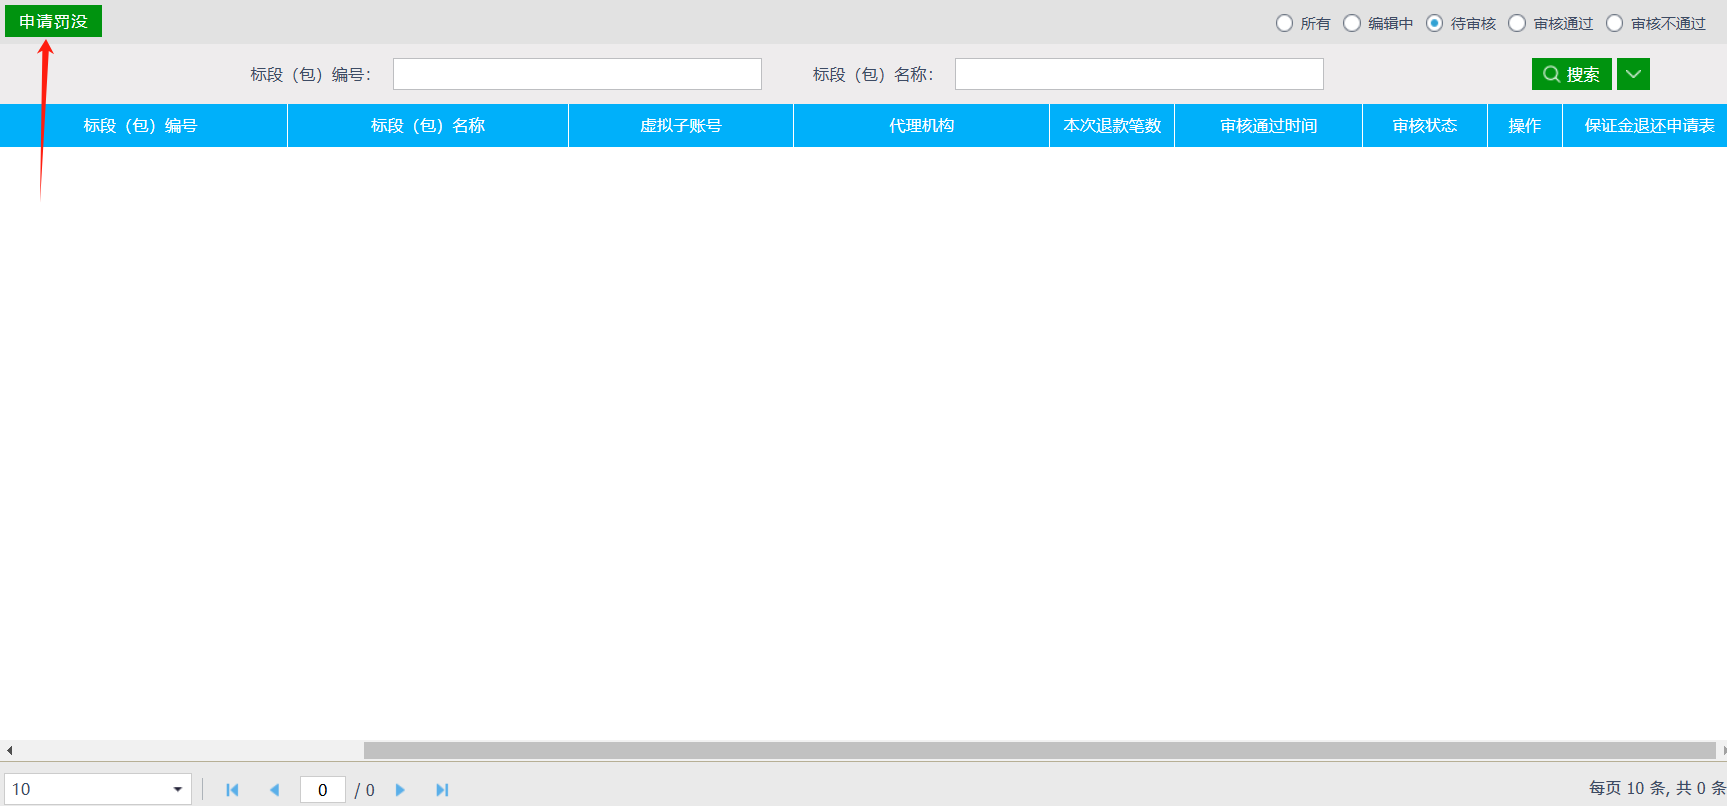 申请罚没
所有 编辑中 待审核 审核通过 审核不通过
标段（包）编号： 标段（包）名称： 搜索
标段（包）编号 标段（包）名称 虚拟子账号 代理机构 本次退款笔数 审核通过时间 审核状态 操作 保证金退还申请表
10 0 / 0 每页 10 条, 共 0 条